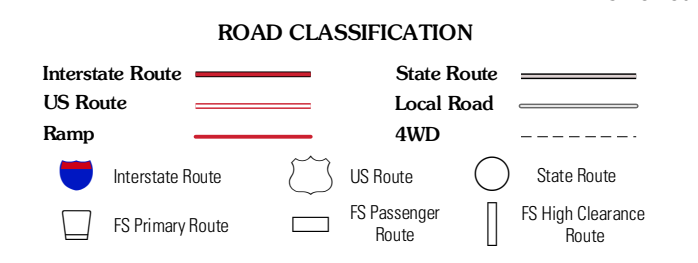 ROAD CLASSIFICATION
Interstate Route
State Route
US Route
Local Road
Ramp
4WD
Interstate Route
US Route
State Route
FS Primary Route
FS Passenger
Route
FS High Clearance
Route